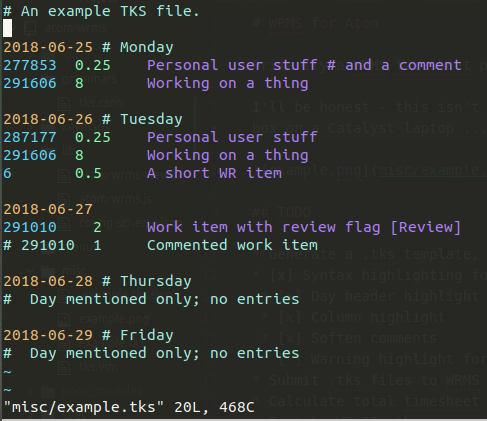 # An example TKS file.
2018-06-25 # Monday
277853 0.25 Personal user stuff # and a comment
291606 8 Working on a thing
2018-06-26 # Tuesday
287177 0.25 Personal user stuff
291606 8 Working on a thing
6 0.5 A short WR item
2018-06-27
291010 2 Work item with review flag [Review]
# 291010 1 Commented work item
2018-06-28 # Thursday
# Day mentioned only; no entries
2018-06-29 # Friday
# Day mentioned only; no entries
~
~
"misc/example.tks" 20L, 468C